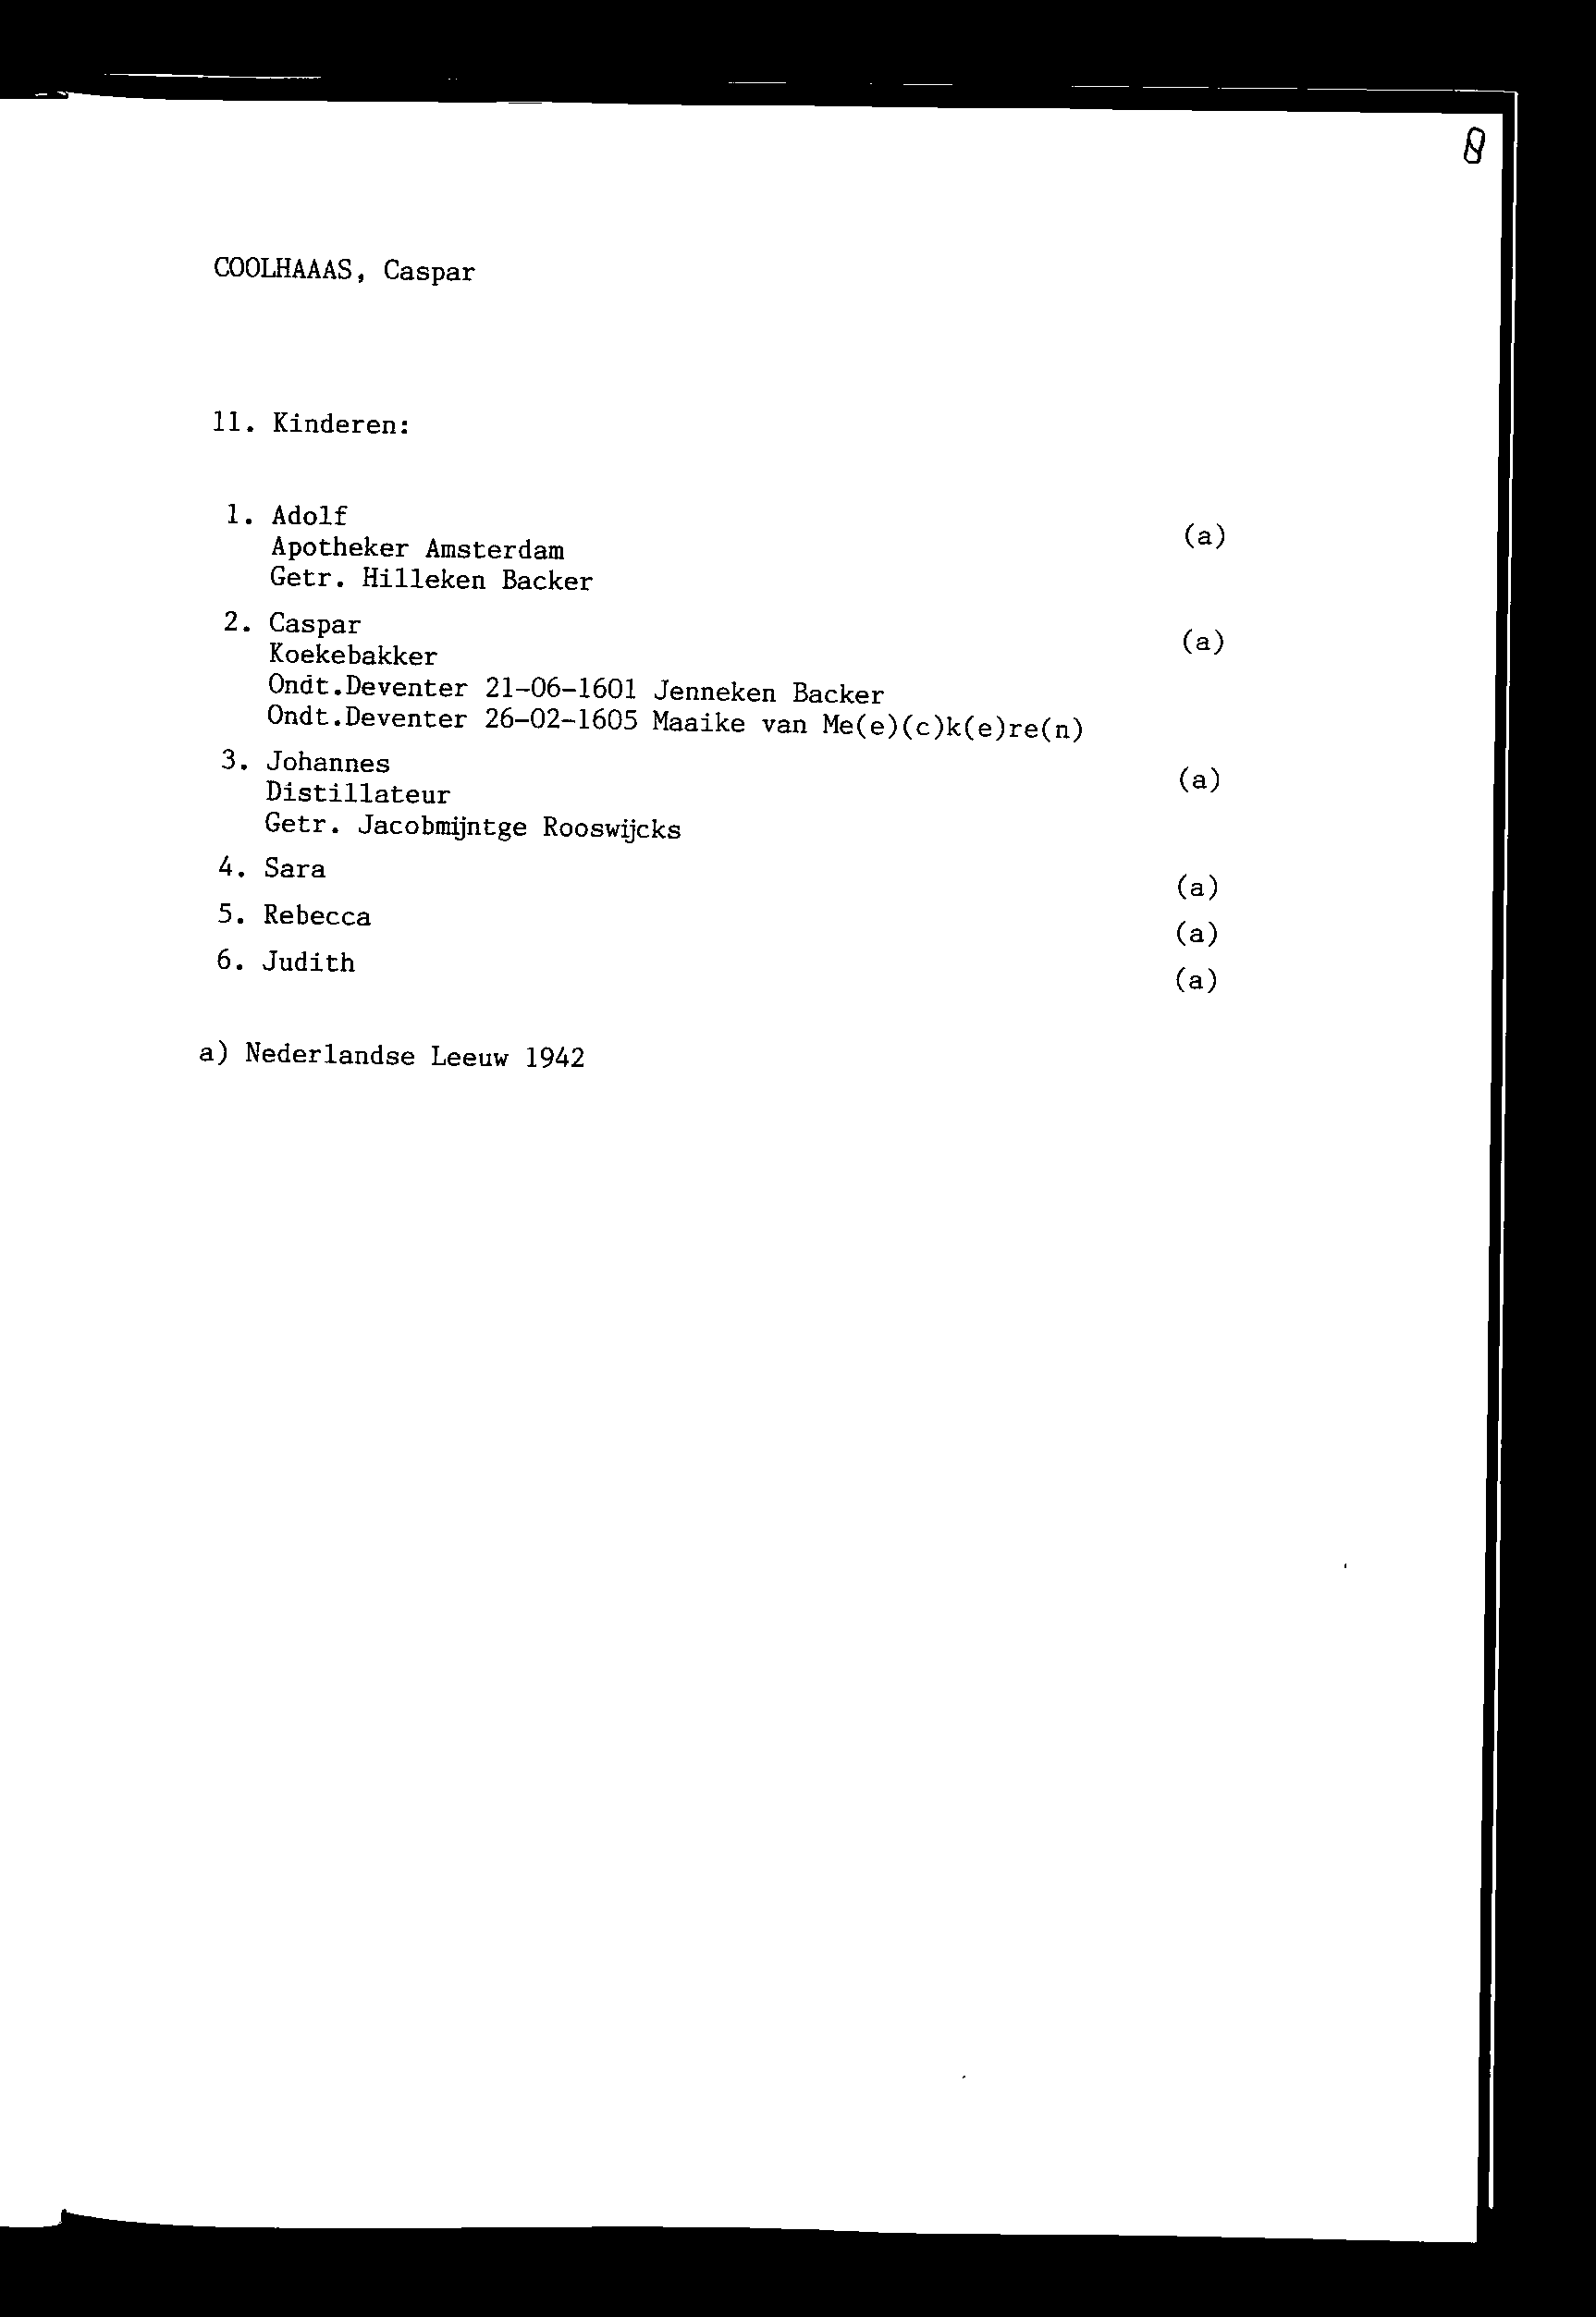 8
COOLHAAAS, Caspar
11. Kinderen:
1. Adolf
Apotheker Amsterdam (a)
Getr. Hilleken Backer
2. Caspar
Koekebakker (a)
Ondt.Deventer 21-06-1601 Jenneken Backer
Ondt.Deventer 26-02-1605 Maaike van Me(e)(c)k(e)re(n)
3. Johannes
Distillateur (a)
Getr. Jacobmijntge Rooswijcks
4. Sara (a)
5. Rebecca (a)
6. Judith (a)
a) Nederlandse Leeuw 1942